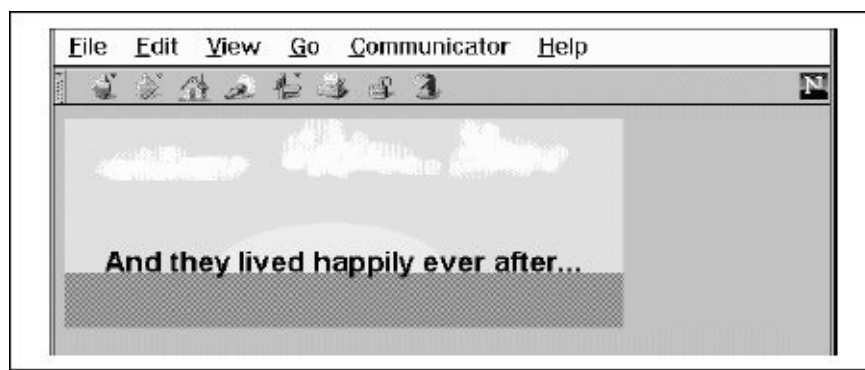 File Edit View Go Communicator Help
N
And they lived happily ever after...